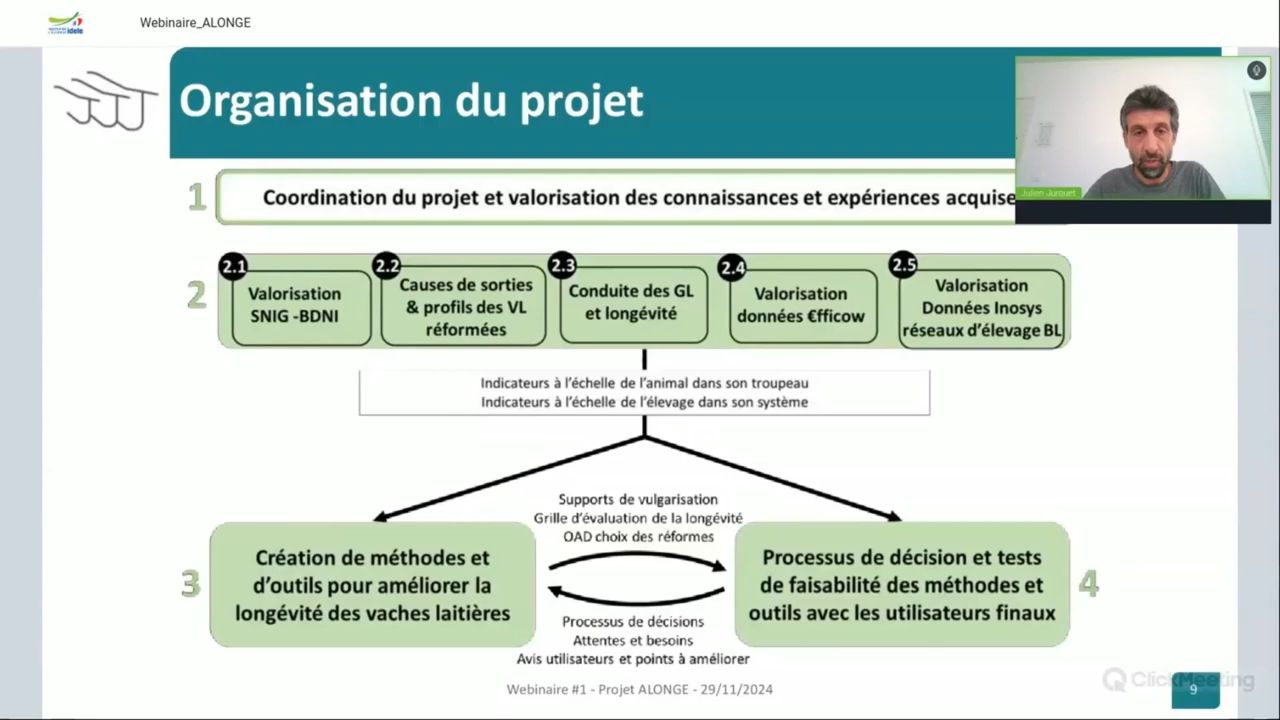 Webinaire_ALONGE
idele
Organisation du projet
Julien Jurquet
1
Coordination du projet et valorisation des connaissances et expériences acquise
2
2.1
Valorisation
SNIG -BDNI
2.2
Causes de sorties
& profils des VL
réformées
2.3
Conduite des GL
et longévité
2.4
Valorisation
données €fficow
2.5
Valorisation
Données Inosys
réseaux d'élevage BL
Indicateurs à l'échelle de l'animal dans son troupeau
Indicateurs à l'échelle de l'élevage dans son système
Supports de vulgarisation
Grille d'évaluation de la longévité
OAD choix des réformes
3
Création de méthodes et
d'outils pour améliorer la
longévité des vaches laitières
Processus de décision et tests
de faisabilité des méthodes et
outils avec les utilisateurs finaux
4
Processus de décisions
Attentes et besoins
Avis utilisateurs et points à améliorer
Webinaire #1 - Projet ALONGE - 29/11/2024
ClickMeeting
9